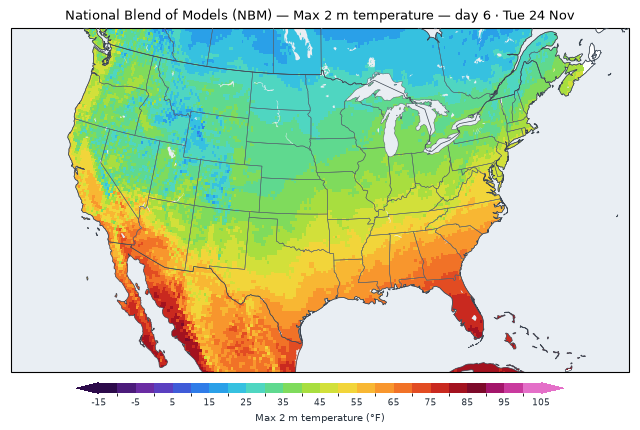 National Blend of Models (NBM) — Max 2 m temperature — day 6 · Tue 24 Nov
-15 -5 5 15 25 35 45 55 65 75 85 95 105
Max 2 m temperature (°F)